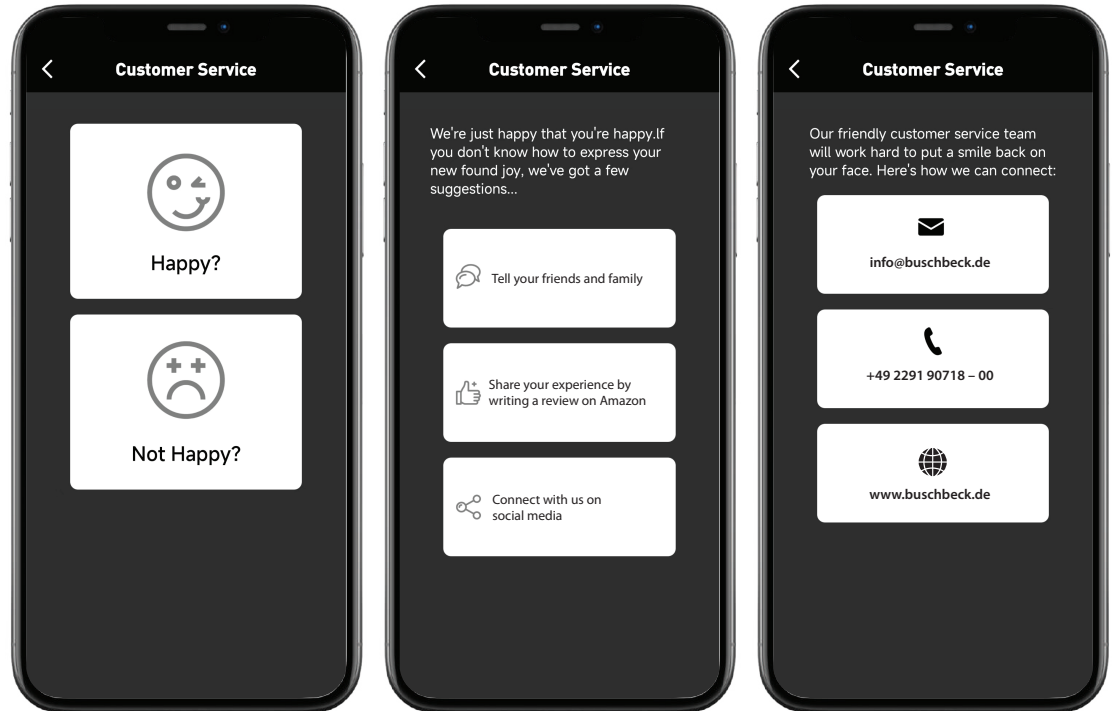 Customer Service
Happy?
Not Happy?
Customer Service
We're just happy that you're happy.If
you don't know how to express your
new found joy, we've got a few
suggestions...
Tell your friends and family
Share your experience by
writing a review on Amazon
Connect with us on
social media
Customer Service
Our friendly customer service team
will work hard to put a smile back on
your face. Here's how we can connect:
info@buschbeck.de
+49 2291 90718 – 00
www.buschbeck.de